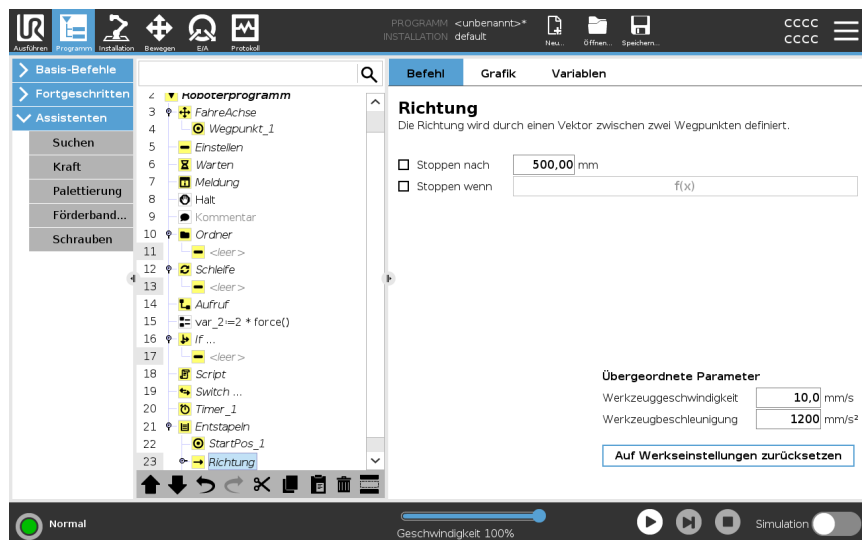 PROGRAMM <unbenannt>*
INSTALLATION default
UR
Ausführen
Programm
Installation
Bewegen
E/A
Protokoll
Neu...
Öffnen...
Speichern...
CCCC
CCCC
Basis-Befehle
Fortgeschritten
Assistenten
Suchen
Kraft
Palettierung
Förderband...
Schrauben
2 Roboterprogramm
3 FahreAchse
4 Wegpunkt_1
5 Einstellen
6 Warten
7 Meldung
8 Halt
9 Kommentar
10 Ordner
11 <leer>
12 Schleife
13 <leer>
14 Aufruf
15 var_2:=2 * force()
16 If ...
17 <leer>
18 Script
19 Switch ...
20 Timer_1
21 Entstapeln
22 StartPos_1
23 Richtung
Befehl Grafik Variablen
Richtung
Die Richtung wird durch einen Vektor zwischen zwei Wegpunkten definiert.
Stoppen nach 500,00 mm
Stoppen wenn f(x)
Übergeordnete Parameter
Werkzeuggeschwindigkeit 10,0 mm/s
Werkzeugbeschleunigung 1200 mm/s²
Auf Werkseinstellungen zurücksetzen
Normal
Geschwindigkeit 100%
Simulation